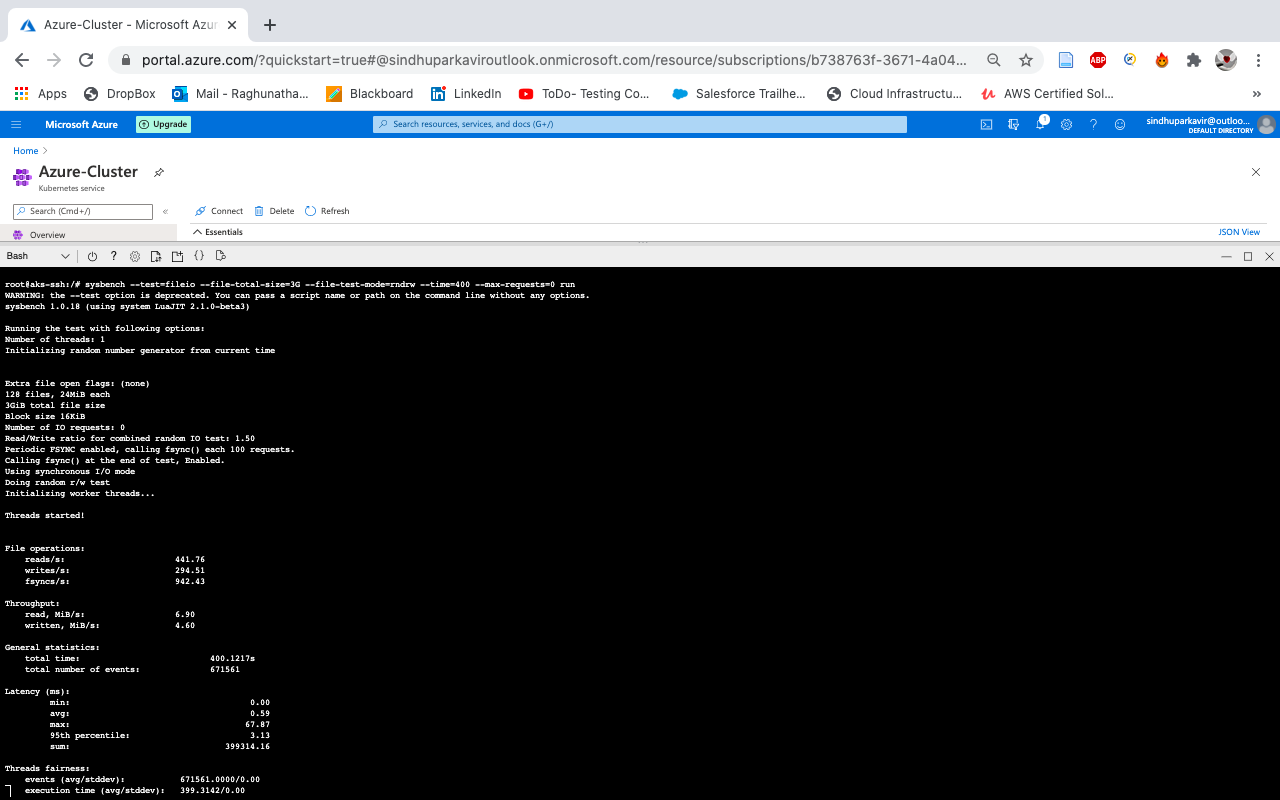 Azure-Cluster - Microsoft Azur
portal.azure.com/?quickstart=true#@sindhuparkaviroutlook.onmicrosoft.com/resource/subscriptions/b738763f-3671-4a04...
ABP
Apps DropBox Mail - Raghunatha... Blackboard LinkedIn ToDo- Testing Co... Salesforce Trailhe... Cloud Infrastructu... AWS Certified Sol... »
Microsoft Azure Upgrade Search resources, services, and docs (G+/) 1 sindhuparkavir@outloo...
DEFAULT DIRECTORY
Home >
Azure-Cluster
Kubernetes service
Search (Cmd+/) « Connect Delete Refresh
Overview Essentials JSON View
Bash
root@aks-ssh:/# sysbench --test=fileio --file-total-size=3G --file-test-mode=rndrw --time=400 --max-requests=0 run
WARNING: the --test option is deprecated. You can pass a script name or path on the command line without any options.
sysbench 1.0.18 (using system LuaJIT 2.1.0-beta3)
Running the test with following options:
Number of threads: 1
Initializing random number generator from current time
Extra file open flags: (none)
128 files, 24MiB each
3GiB total file size
Block size 16KiB
Number of IO requests: 0
Read/Write ratio for combined random IO test: 1.50
Periodic FSYNC enabled, calling fsync() each 100 requests.
Calling fsync() at the end of test, Enabled.
Using synchronous I/O mode
Doing random r/w test
Initializing worker threads...
Threads started!
File operations:
reads/s: 441.76
writes/s: 294.51
fsyncs/s: 942.43
Throughput:
read, MiB/s: 6.90
written, MiB/s: 4.60
General statistics:
total time: 400.1217s
total number of events: 671561
Latency (ms):
min: 0.00
avg: 0.59
max: 67.87
95th percentile: 3.13
sum: 399314.16
Threads fairness:
events (avg/stddev): 671561.0000/0.00
execution time (avg/stddev): 399.3142/0.00